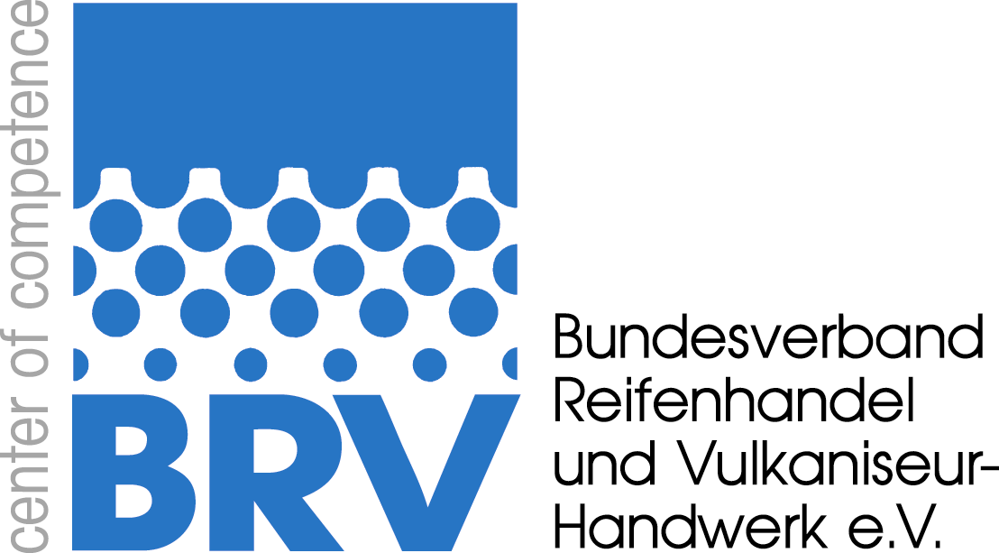 center of competence
BRV
Bundesverband
Reifenhandel
und Vulkaniseur-
Handwerk e.V.